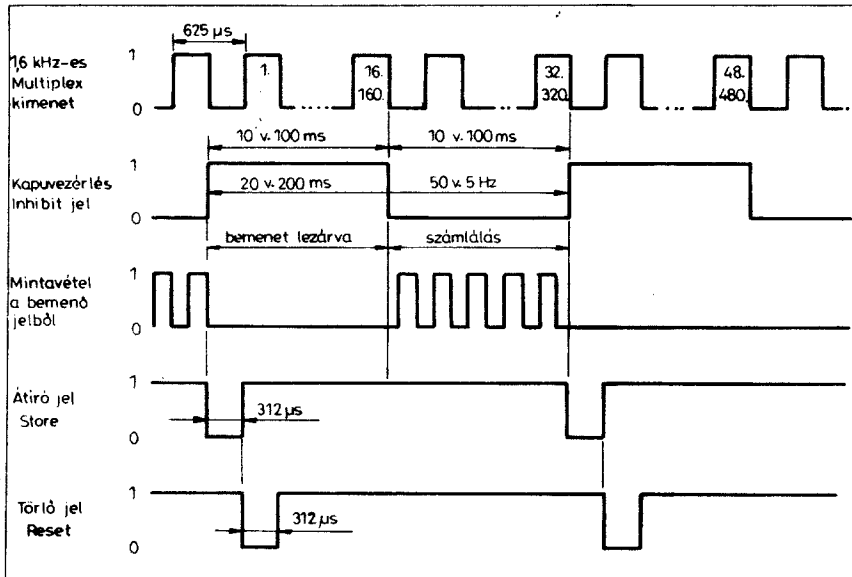 625 µs
1,6 kHz-es
Multiplex
kimenet
1
0
1.
16.
160.
32.
320.
48.
480.
10 v. 100 ms
10 v. 100 ms
Kapuvezérlés
Inhibit jel
1
0
20 v. 200 ms
50 v. 5 Hz
bemenet lezárva
számlálás
Mintavétel
a bemenő
jelből
1
0
Átíró jel
Store
1
0
312 µs
Törlő jel
Reset
1
0
312 µs